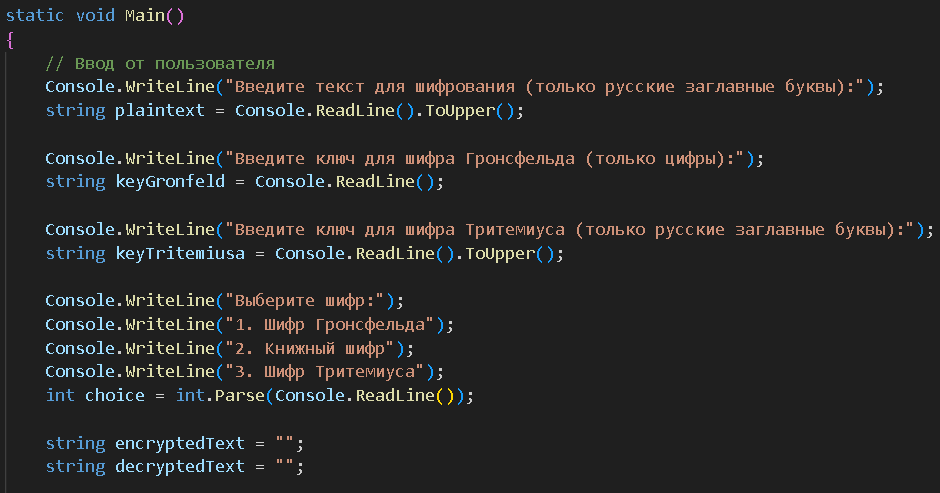 static void Main()
{
// Ввод от пользователя
Console.WriteLine("Введите текст для шифрования (только русские заглавные буквы):");
string plaintext = Console.ReadLine().ToUpper();
Console.WriteLine("Введите ключ для шифра Гронсфельда (только цифры):");
string keyGronfeld = Console.ReadLine();
Console.WriteLine("Введите ключ для шифра Тритемиуса (только русские заглавные буквы):");
string keyTritemiusa = Console.ReadLine().ToUpper();
Console.WriteLine("Выберите шифр:");
Console.WriteLine("1. Шифр Гронсфельда");
Console.WriteLine("2. Книжный шифр");
Console.WriteLine("3. Шифр Тритемиуса");
int choice = int.Parse(Console.ReadLine());
string encryptedText = "";
string decryptedText = "";